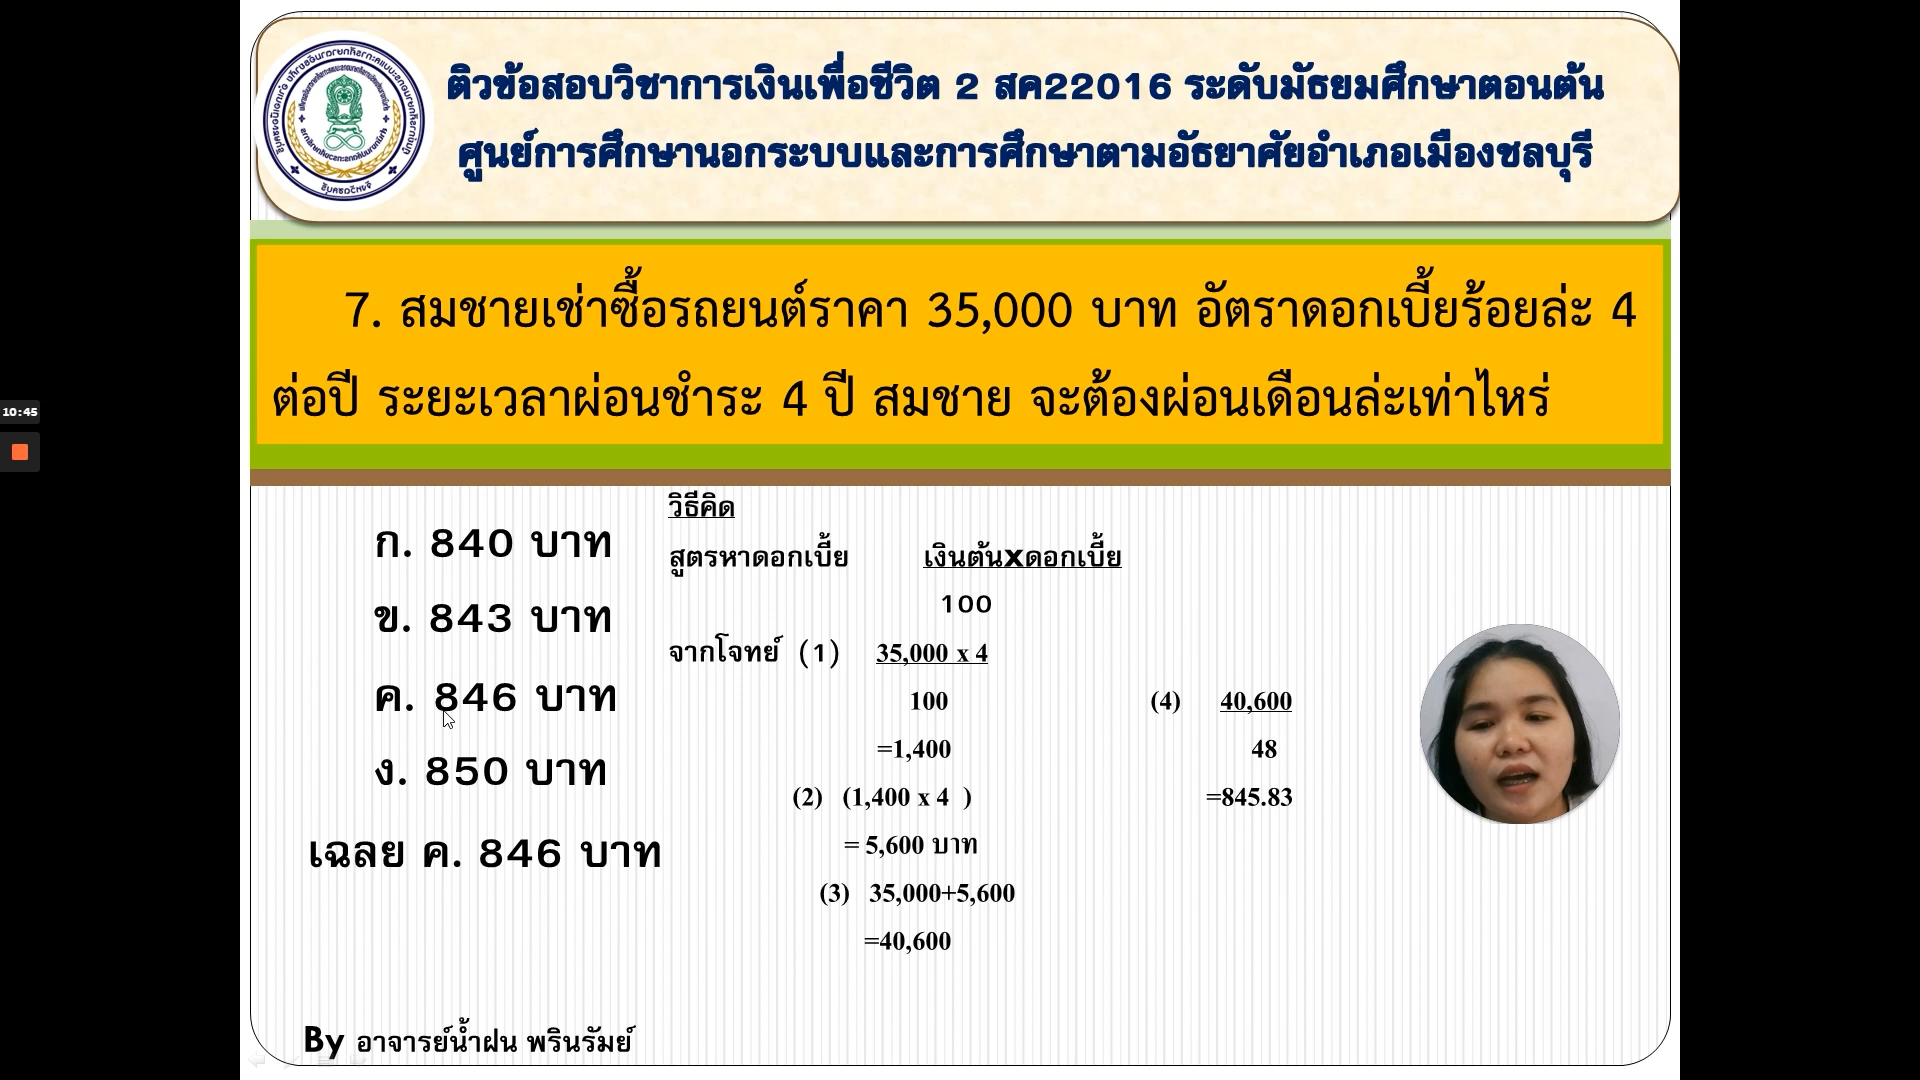 ติวข้อสอบวิชาการเงินเพื่อชีวิต 2 สค22016 ระดับมัธยมศึกษาตอนต้น
ศูนย์การศึกษานอกระบบและการศึกษาตามอัธยาศัยอำเภอเมืองชลบุรี
7. สมชายเช่าซื้อรถยนต์ราคา 35,000 บาท อัตราดอกเบี้ยร้อยล่ะ 4
ต่อปี ระยะเวลาผ่อนชำระ 4 ปี สมชาย จะต้องผ่อนเดือนล่ะเท่าไหร่
10:45
ก. 840 บาท
ข. 843 บาท
ค. 846 บาท
ง. 850 บาท
เฉลย ค. 846 บาท
วิธีคิด
สูตรหาดอกเบี้ย เงินต้นxดอกเบี้ย
100
จากโจทย์ (1) 35,000 x 4
100
=1,400
(2) (1,400 x 4 )
= 5,600 บาท
(3) 35,000+5,600
=40,600
(4) 40,600
48
=845.83
By อาจารย์น้ำฝน พรินรัมย์